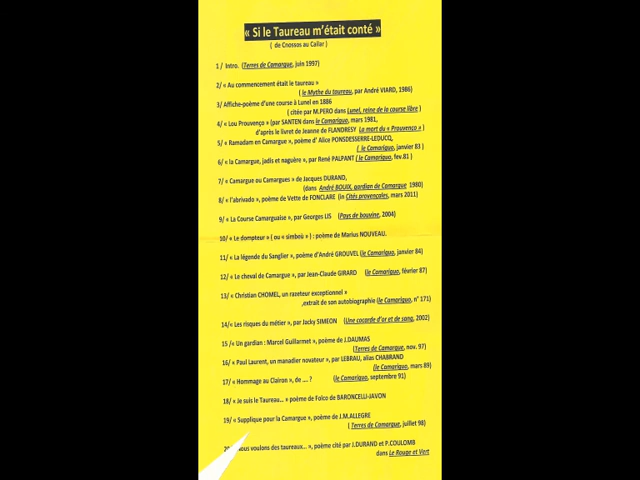 « Si le Taureau m'était conté »
( de Cnossos au Cailar )
1 / Intro. (Terres de Camargue, juin 1997)
2/ « Au commencement était le taureau »
( le Mythe du taureau, par André VIARD, 1986)
3/ Affiche-poème d'une course à Lunel en 1886
( citée par M.PERO dans Lunel, reine de la course libre )
4/ « Lou Prouvenço » (par SANTEN dans le Camariguo, mars 1981,
d'après le livret de Jeanne de FLANDRESY La mort du « Prouvenço » )
5/ « Ramadam en Camargue », poème d' Alice PONSDESSERRE-LEDUCQ,
( le Camariguo, janvier 83 )
6/ « la Camargue, jadis et naguère », par René PALPANT ( le Camariguo, fev.81 )
7/ « Camargue ou Camargues » de Jacques DURAND,
(dans André BOUIX, gardian de Camargue 1980)
8/ « l'abrivado », poème de Vette de FONCLARE (in Cités provençales, mars 2011)
9/ « La Course Camarguaise », par Georges LIS (Pays de bouvine, 2004)
10/ « Le dompteur » ( ou « simbèu » ) : poème de Marius NOUVEAU.
11/ « La légende du Sanglier », poème d'André GROUVEL (le Camariguo, janvier 84)
12/ « Le cheval de Camargue », par Jean-Claude GIRARD (le Camariguo, février 87)
13/ « Christian CHOMEL, un razeteur exceptionnel »
,extrait de son autobiographie (le Camariguo, n° 171)
14/ « Les risques du métier », par Jacky SIMEON (Une cocarde d'or et de sang, 2002)
15 /« Un gardian : Marcel Guillarmet », poème de J.DAUMAS
(Terres de Camargue, nov. 97)
16/ « Paul Laurent, un manadier novateur », par LEBRAU, alias CHABRAND
(le Camariguo, mars 89)
17/ « Hommage au Clairon », de .... ? (le Camariguo, septembre 91)
18/ « Je suis le Taureau... » poème de Folco de BARONCELLI-JAVON
19/ « Supplique pour la Camargue », poème de J.M.ALLEGRE
( Terres de Camargue, juillet 98)
ous voulons des taureaux... », poème cité par J.DURAND et P.COULOMB
dans Le Rouge et Vert